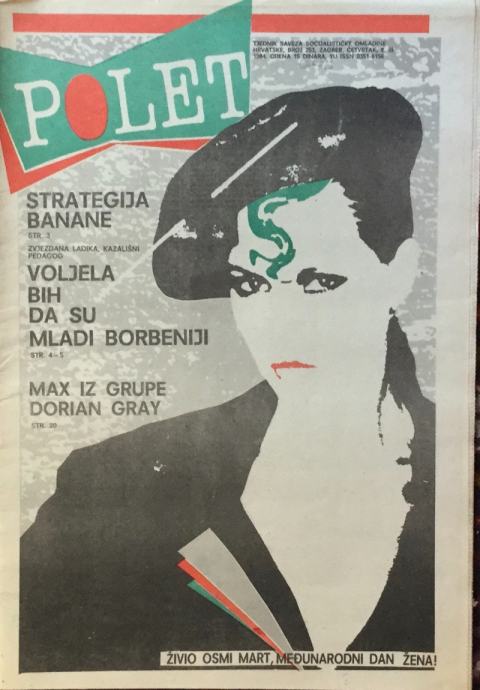 POLET
TJEDNIK SAVEZA SOCIJALISTIČKE OMLADINE
HRVATSKE, BROJ 253, ZAGREB, ČETVRTAK, 8. III
1984. CIJENA 15 DINARA, YU ISSN 0351-6156
STRATEGIJA
BANANE
STR. 3
ZVJEZDANA LADIKA, KAZALIŠNI
PEDAGOG
VOLJELA
BIH
DA SU
MLADI BORBENIJI
STR. 4-5
MAX IZ GRUPE
DORIAN GRAY
STR. 20
S
ŽIVIO OSMI MART, MEĐUNARODNI DAN ŽENA!